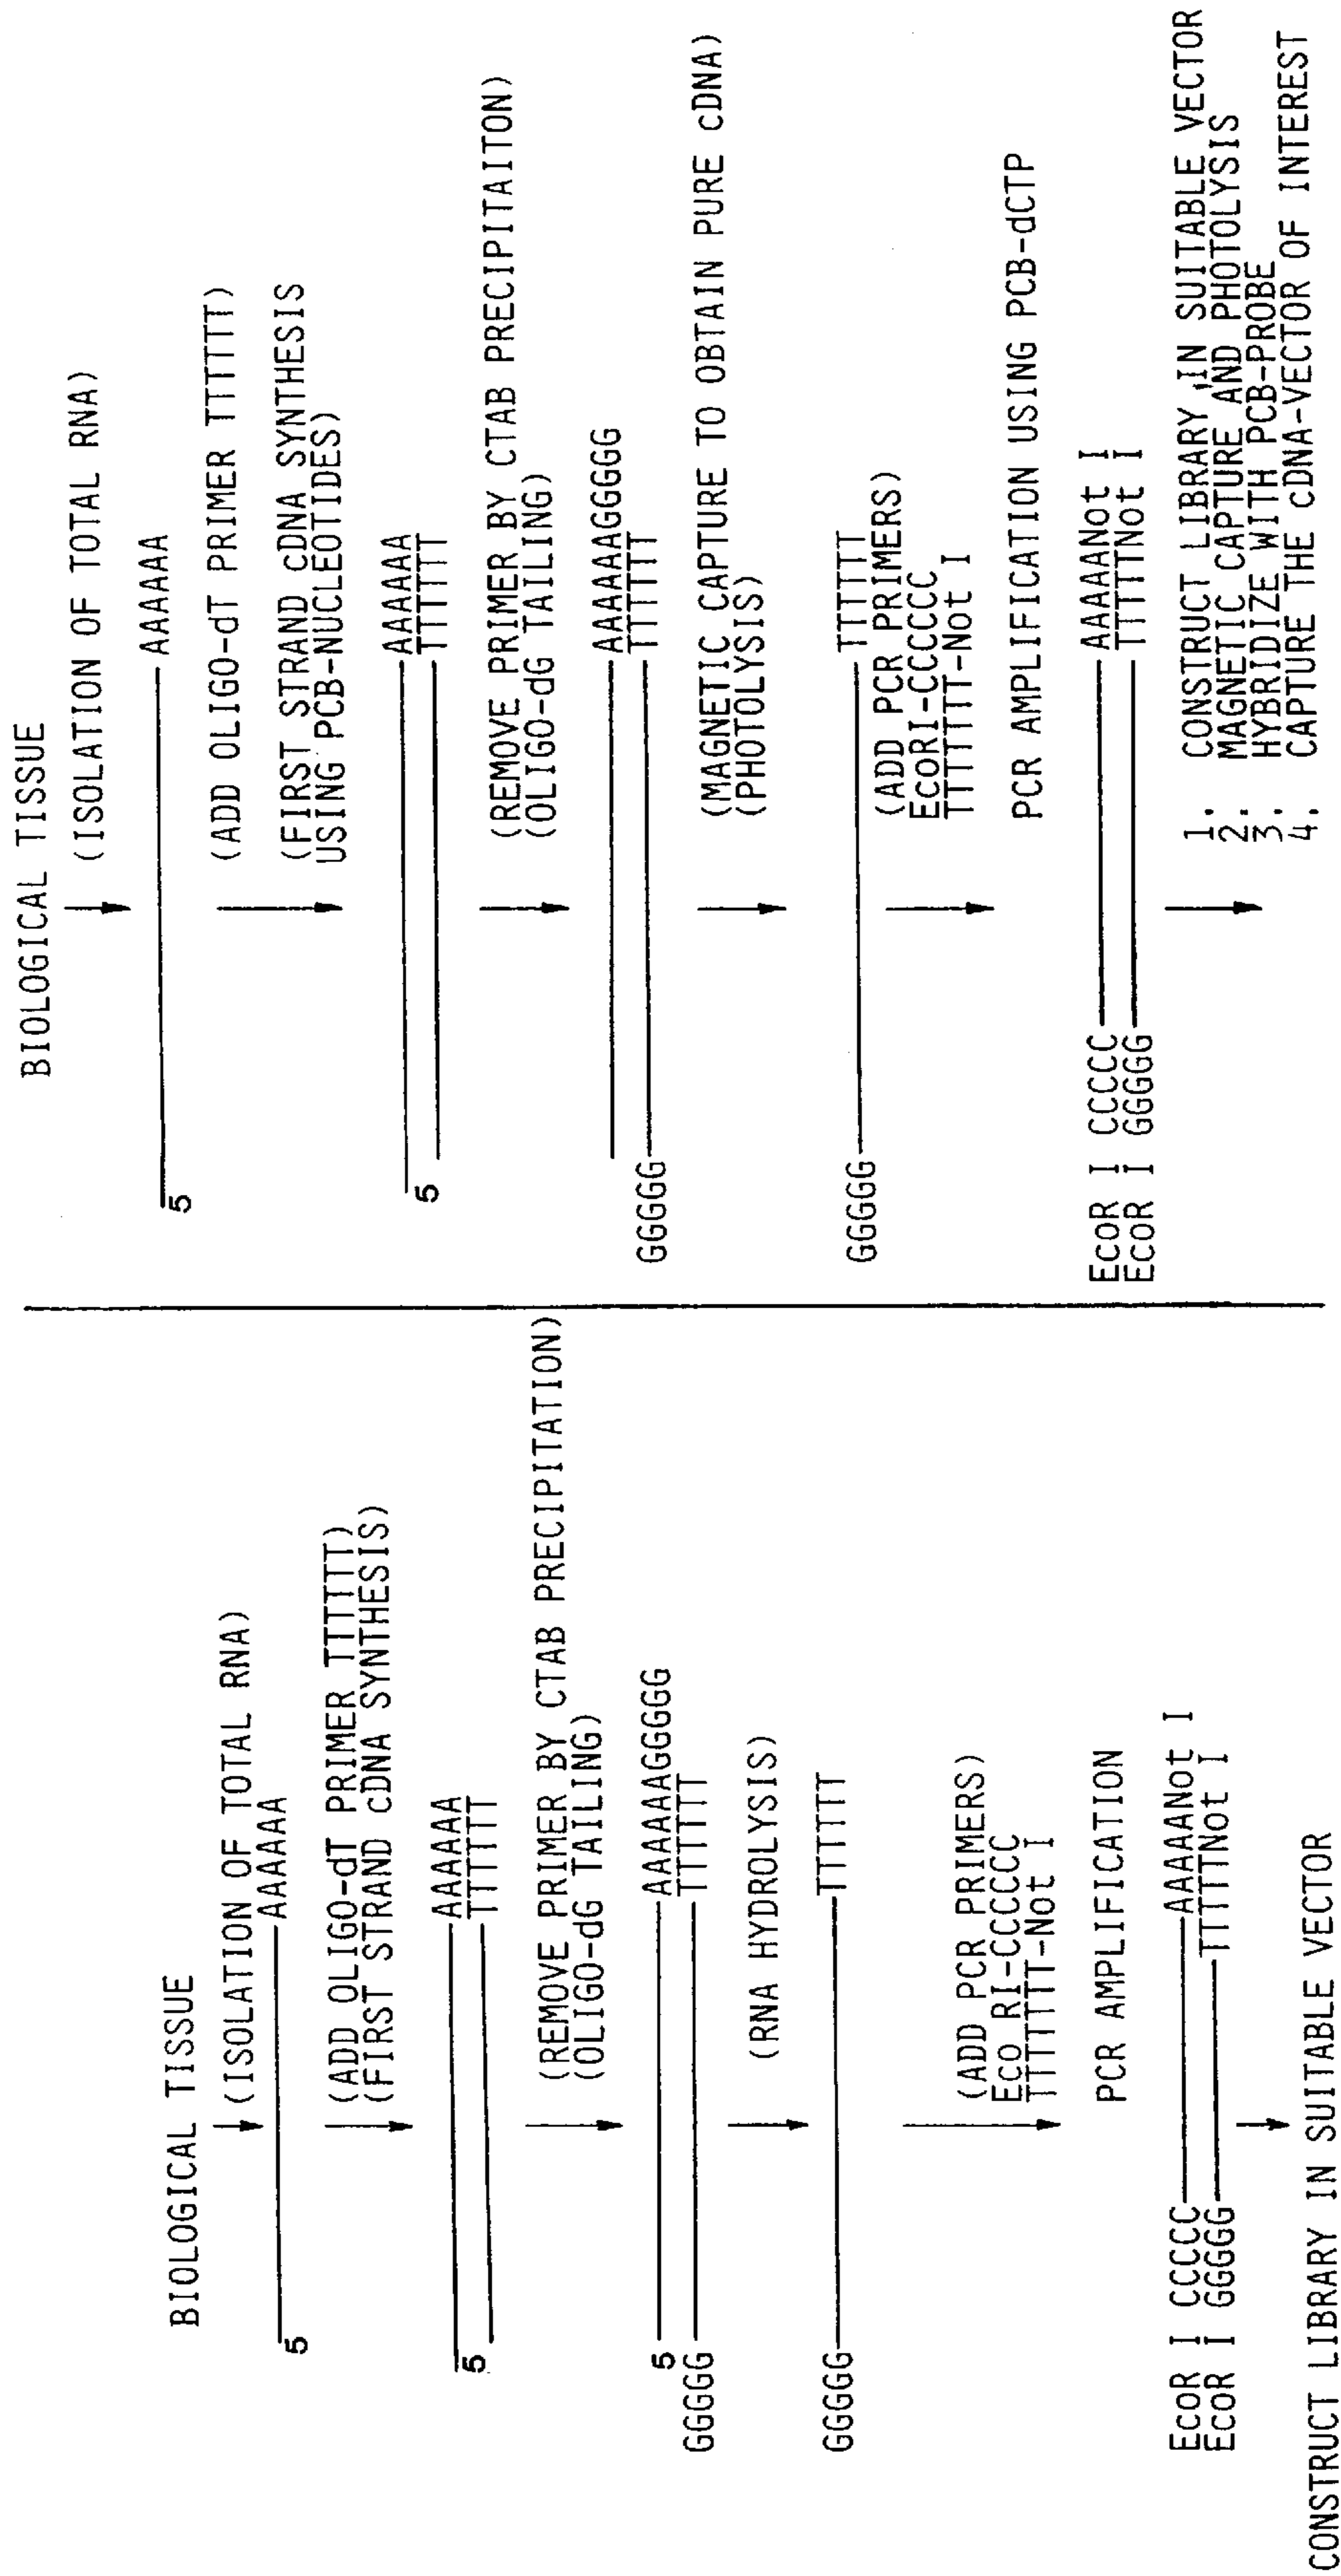 BIOLOGICAL TISSUE
(ISOLATION OF TOTAL RNA)
AAAAAA
5
(ADD OLIGO-dT PRIMER TTTTTT)
(FIRST STRAND cDNA SYNTHESIS)
AAAAAA
TTTTTT
5
(REMOVE PRIMER BY CTAB PRECIPITATION)
(OLIGO-dG TAILING)
AAAAAAGGGGG
5
GGGGG TTTTTT
(RNA HYDROLYSIS)
GGGGG TTTTTT
(ADD PCR PRIMERS)
Eco RI-CCCCCC
TTTTTTT-Not I
PCR AMPLIFICATION
EcoR I CCCCC AAAAANot I
EcoR I GGGGG TTTTTNot I
CONSTRUCT LIBRARY IN SUITABLE VECTOR
BIOLOGICAL TISSUE
(ISOLATION OF TOTAL RNA)
AAAAAA
5
(ADD OLIGO-dT PRIMER TTTTTT)
(FIRST STRAND cDNA SYNTHESIS
USING PCB-NUCLEOTIDES)
AAAAAA
5 TTTTTT
(REMOVE PRIMER BY CTAB PRECIPITAITON)
(OLIGO-dG TAILING)
AAAAAAGGGGG
GGGGG TTTTTT
(MAGNETIC CAPTURE TO OBTAIN PURE cDNA)
(PHOTOLYSIS)
GGGGG TTTTTT
(ADD PCR PRIMERS)
EcoRI-CCCCCC
TTTTTTT-Not I
PCR AMPLIFICATION USING PCB-dCTP
EcoR I CCCCC AAAAANot I
EcoR I GGGGG TTTTTNot I
1. CONSTRUCT LIBRARY IN SUITABLE VECTOR
2. MAGNETIC CAPTURE AND PHOTOLYSIS
3. HYBRIDIZE WITH PCB-PROBE
4. CAPTURE THE cDNA-VECTOR OF INTEREST